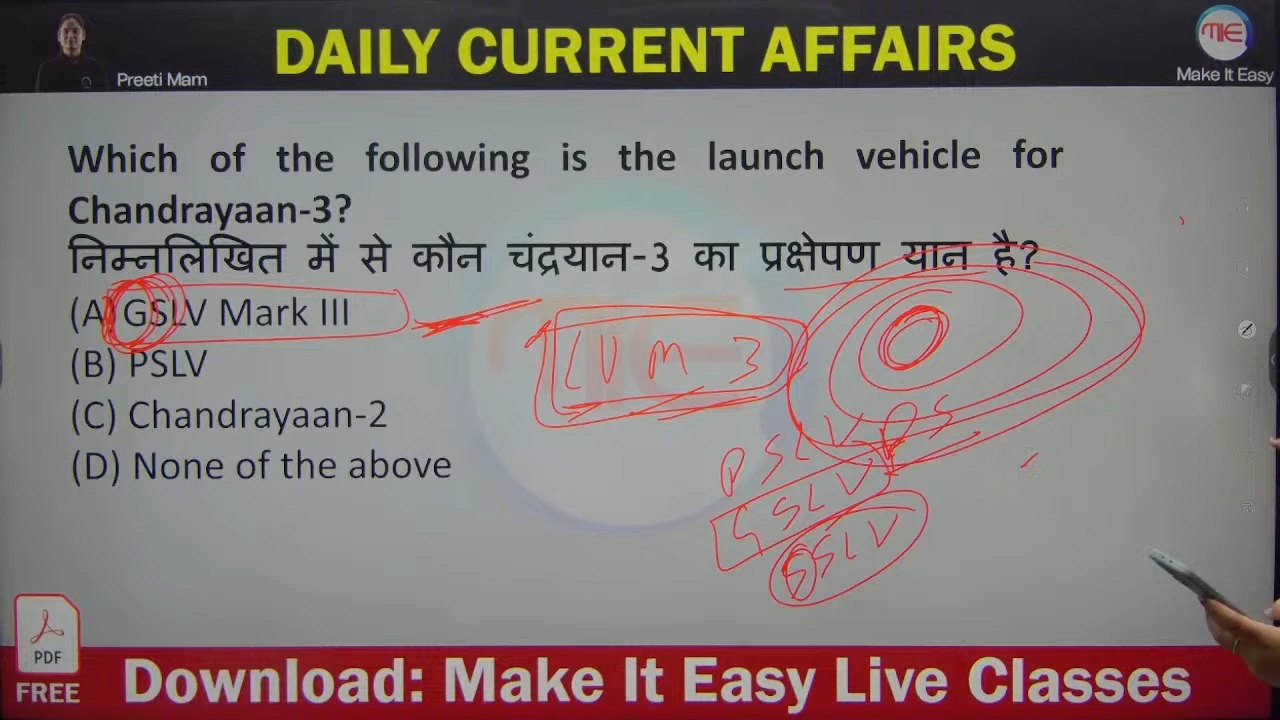 DAILY CURRENT AFFAIRS
Preeti Mam
MIE
Make It Easy
Which of the following is the launch vehicle for
Chandrayaan-3?
निम्नलिखित में से कौन चंद्रयान-3 का प्रक्षेपण यान है?
(A) GSLV Mark III
LVM 3
(B) PSLV
(C) Chandrayaan-2
(D) None of the above
PSLV PS
GSLV
SSLV
PDF
FREE
Download: Make It Easy Live Classes